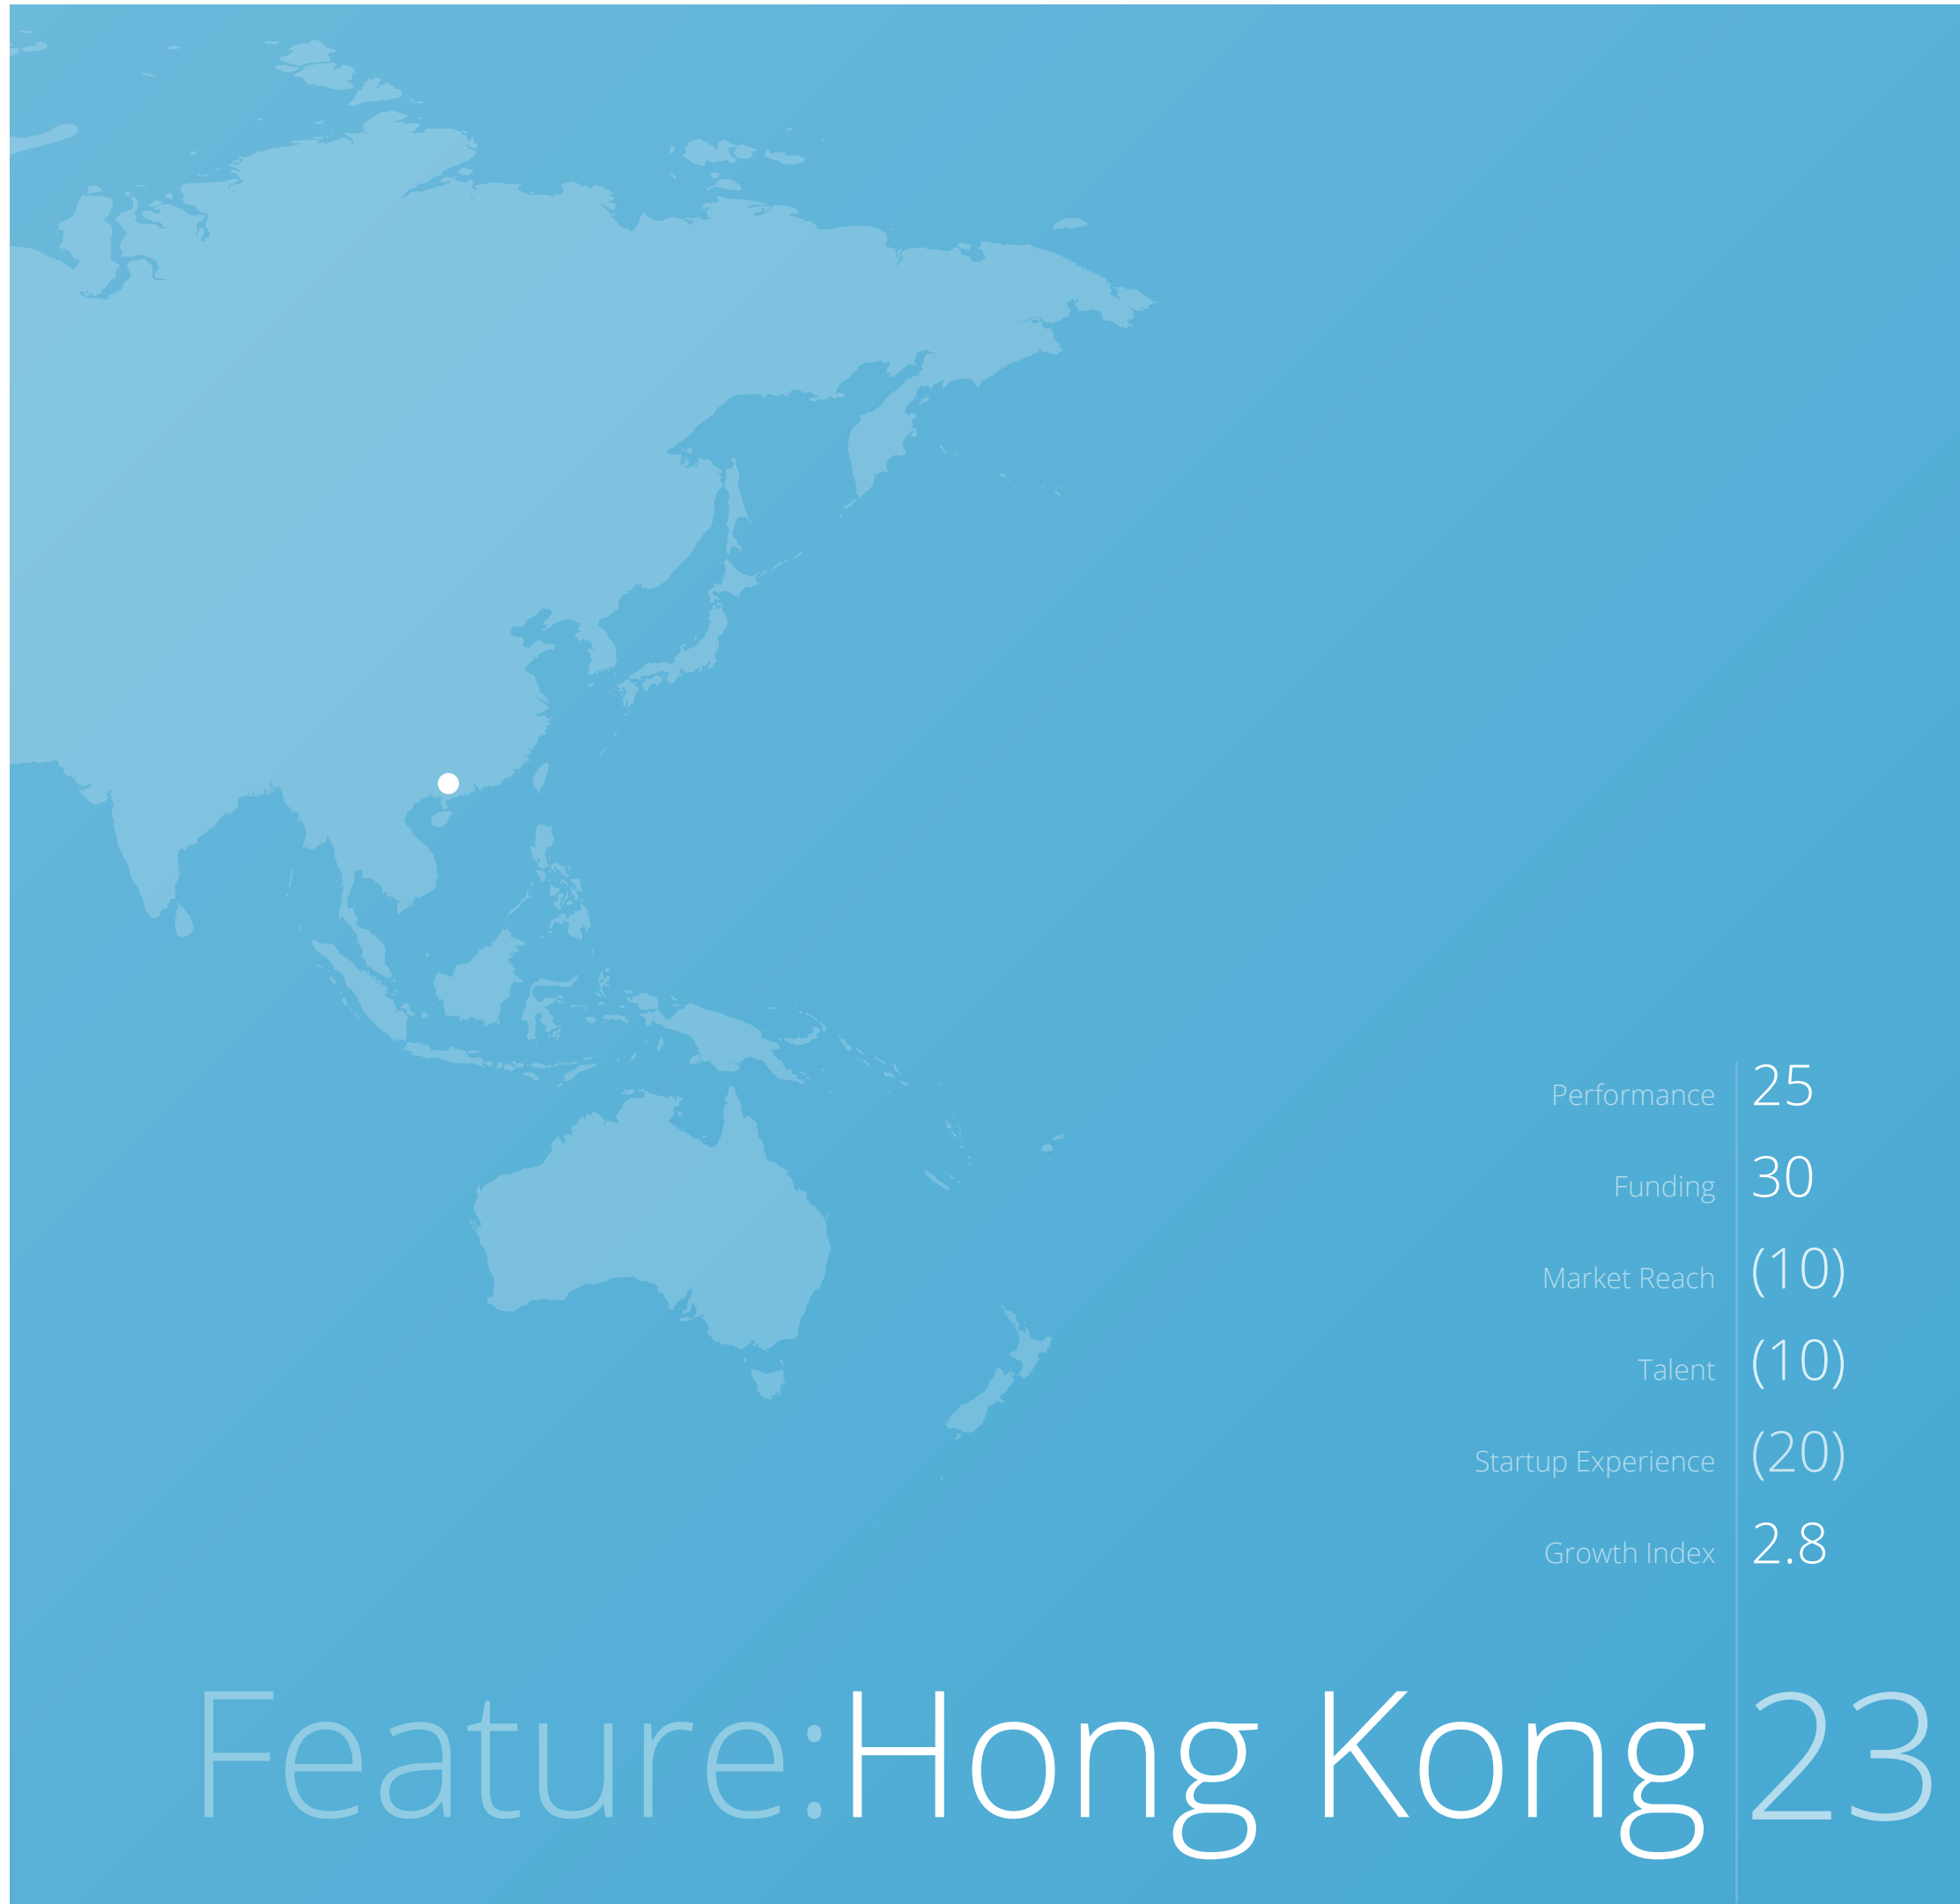 Performance 25
Funding 30
Market Reach (10)
Talent (10)
Startup Experience (20)
Growth Index 2.8
Feature: Hong Kong 23